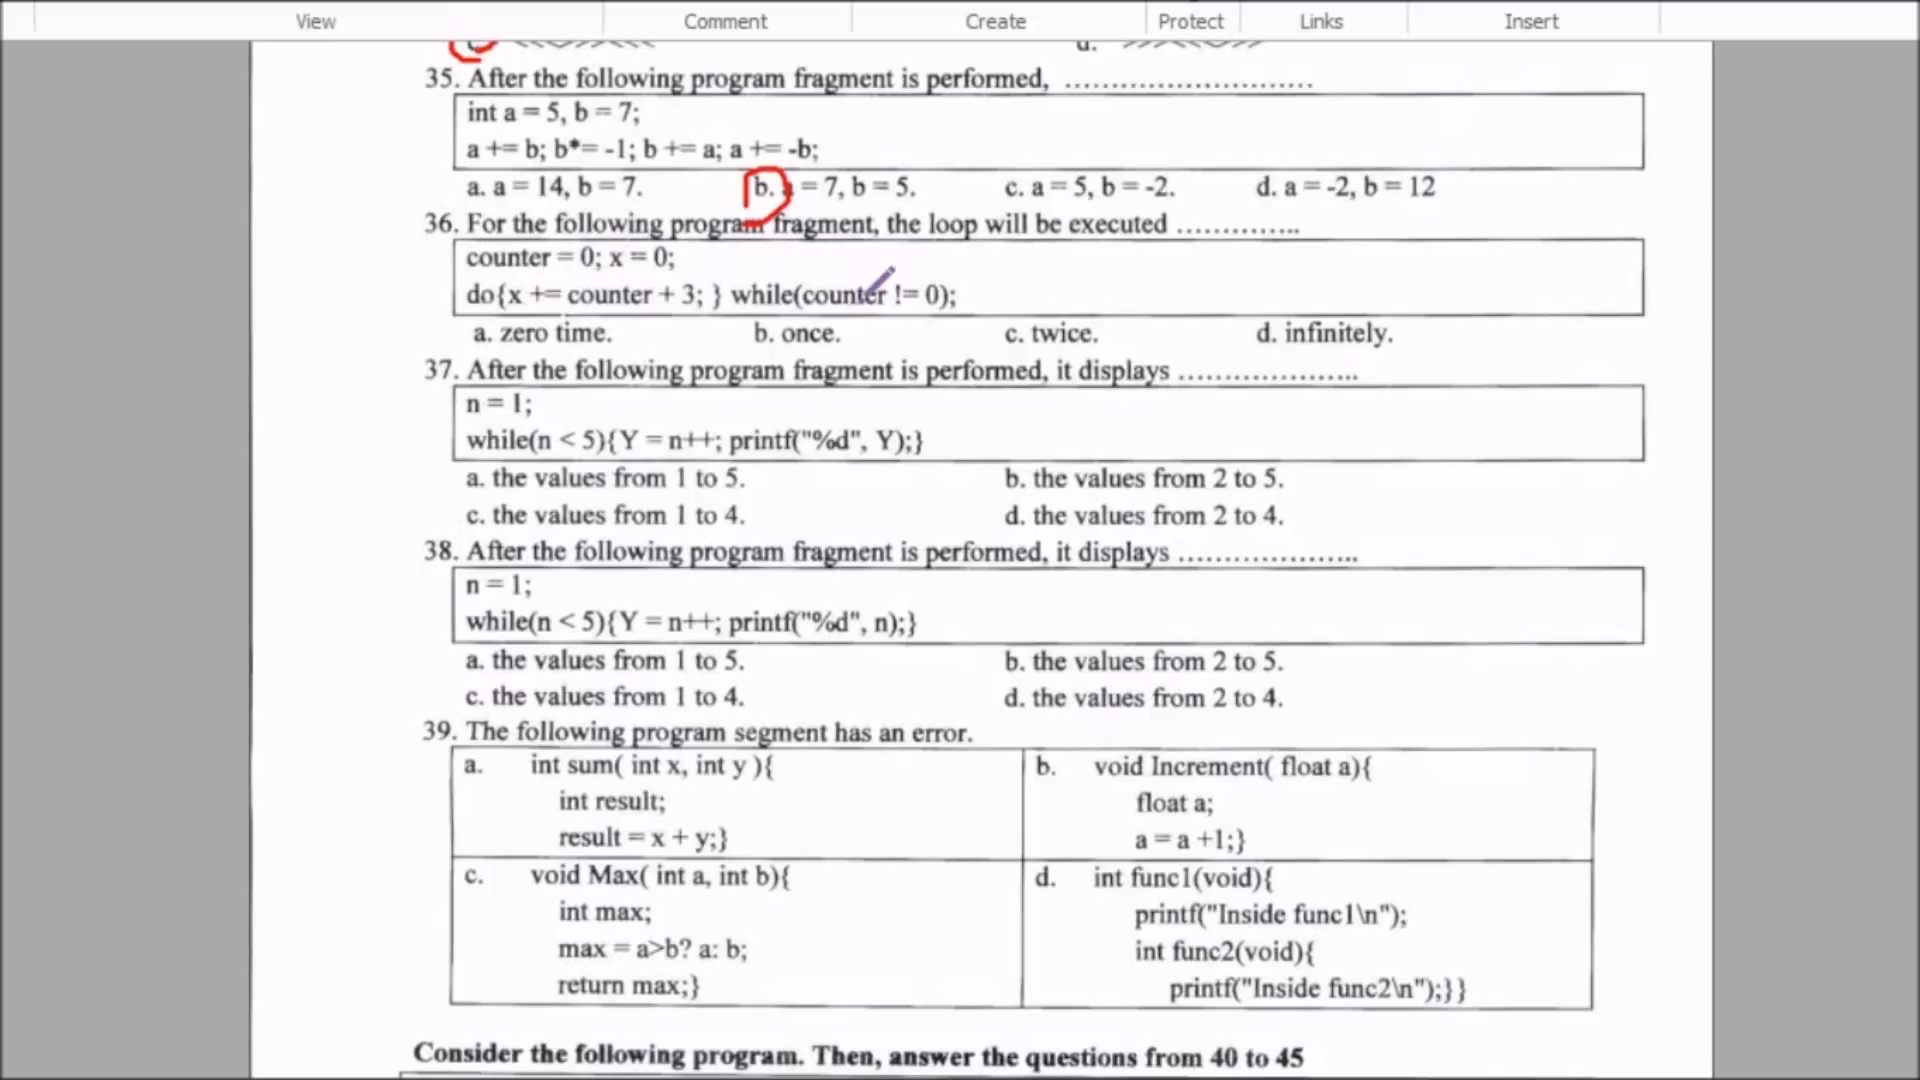 View Comment Create Protect Links Insert
d.
35. After the following program fragment is performed, ............................
int a = 5, b = 7;
a += b; b*= -1; b += a; a += -b;
a. a = 14, b = 7. b. a = 7, b = 5. c. a = 5, b = -2. d. a = -2, b = 12
36. For the following program fragment, the loop will be executed ..............
counter = 0; x = 0;
do{x += counter + 3; } while(counter != 0);
a. zero time. b. once. c. twice. d. infinitely.
37. After the following program fragment is performed, it displays ....................
n = 1;
while(n < 5){Y = n++; printf("%d", Y);}
a. the values from 1 to 5. b. the values from 2 to 5.
c. the values from 1 to 4. d. the values from 2 to 4.
38. After the following program fragment is performed, it displays ....................
n = 1;
while(n < 5){Y = n++; printf("%d", n);}
a. the values from 1 to 5. b. the values from 2 to 5.
c. the values from 1 to 4. d. the values from 2 to 4.
39. The following program segment has an error.
a. int sum( int x, int y ){
int result;
result = x + y;}
b. void Increment( float a){
float a;
a = a +1;}
c. void Max( int a, int b){
int max;
max = a>b? a: b;
return max;}
d. int func1(void){
printf("Inside func1\n");
int func2(void){
printf("Inside func2\n");}}
Consider the following program. Then, answer the questions from 40 to 45